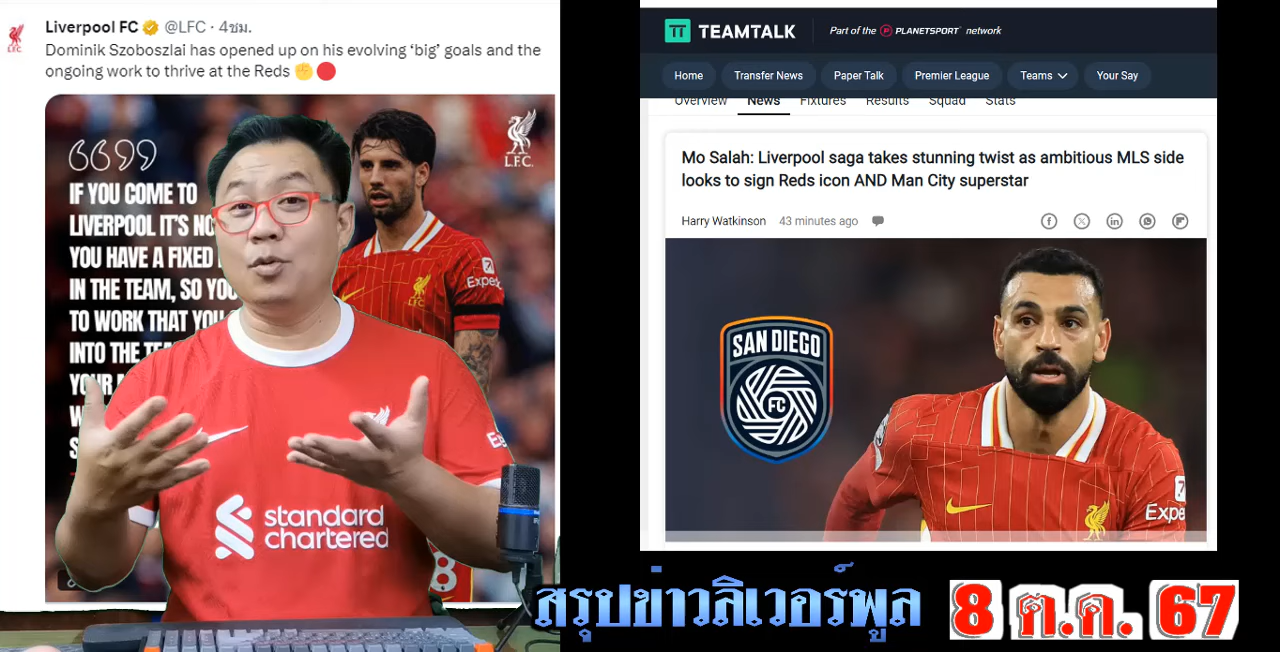 Liverpool FC @LFC · 4ชม.
Dominik Szoboszlai has opened up on his evolving ‘big’ goals and the
ongoing work to thrive at the Reds
L.F.C.
IF YOU COME TO
LIVERPOOL IT'S
YOU HAVE A FIXED
IN THE TEAM, SO YOU
TO WORK THAT YOU
INTO THE
standard
chartered
TT TEAMTALK Part of the PLANETSPORT network
Home Transfer News Paper Talk Premier League Teams Your Say
Overview News Fixtures Results Squad Stats
Mo Salah: Liverpool saga takes stunning twist as ambitious MLS side
looks to sign Reds icon AND Man City superstar
Harry Watkinson 43 minutes ago
SAN DIEGO
FC
สรุปข่าวลิเวอร์พูล 8 ต.ค. 67